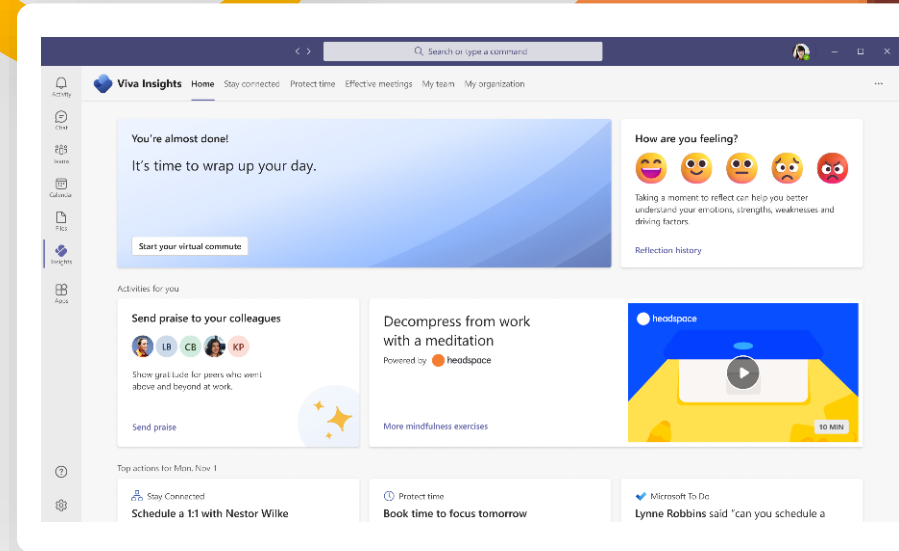 Search or type a command
Activity
Viva Insights Home Stay connected Protect time Effective meetings My team My organization
Chat
Teams
Calendar
Files
Insights
Apps
You're almost done!
It's time to wrap up your day.
Start your virtual commute
How are you feeling?
Taking a moment to reflect can help you better
understand your emotions, strengths, weaknesses and
driving factors.
Reflection history
Activities for you
Send praise to your colleagues
LB CB KP
Show gratitude for peers who went
above and beyond at work.
Send praise
Decompress from work
with a meditation
Powered by headspace
More mindfulness exercises
headspace
10 MIN
Top actions for Mon, Nov 1
Stay Connected
Schedule a 1:1 with Nestor Wilke
Protect time
Book time to focus tomorrow
Microsoft To Do
Lynne Robbins said "can you schedule a